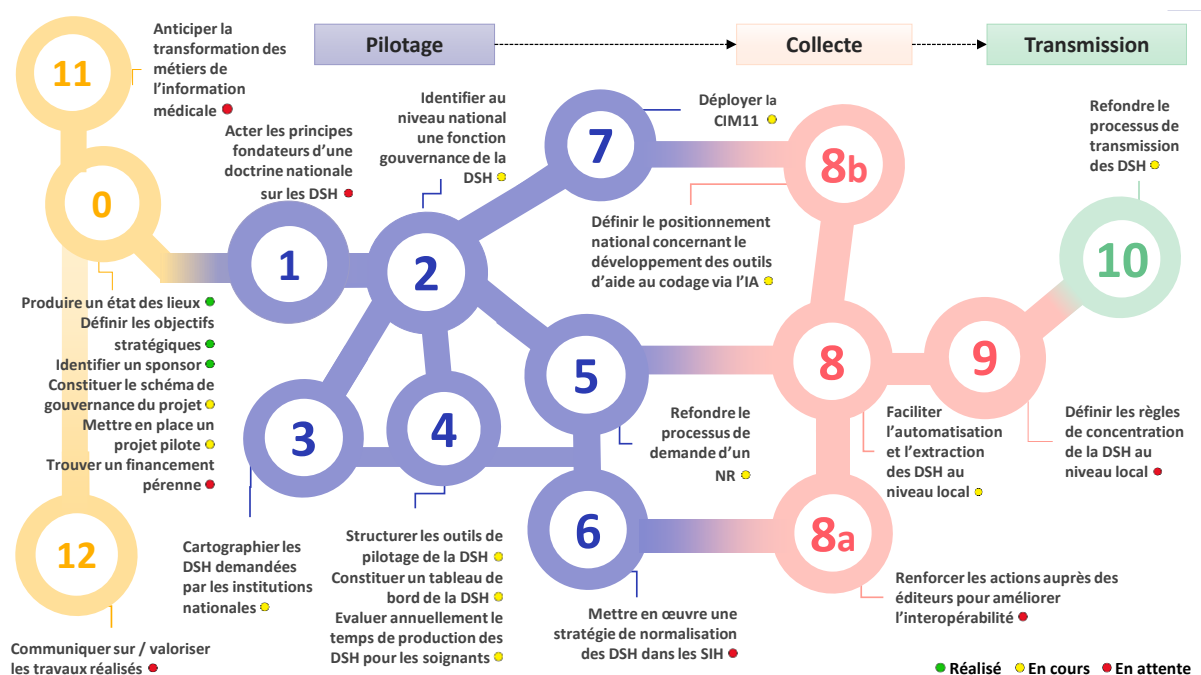 Pilotage
Collecte
Transmission
11
Anticiper la
transformation des
métiers de
l'information
médicale
0
Produire un état des lieux
Définir les objectifs
stratégiques
Identifier un sponsor
Constituer le schéma de
gouvernance du projet
Mettre en place un
projet pilote
Trouver un financement
pérenne
12
Communiquer sur / valoriser
les travaux réalisés
1
Acter les principes
fondateurs d'une
doctrine nationale
sur les DSH
2
Identifier au
niveau national
une fonction
gouvernance de la
DSH
3
Cartographier les
DSH demandées
par les institutions
nationales
4
Structurer les outils de
pilotage de la DSH
Constituer un tableau de
bord de la DSH
Evaluer annuellement le
temps de production des
DSH pour les soignants
5
Refondre le
processus de
demande d'un
NR
6
Mettre en œuvre une
stratégie de normalisation
des DSH dans les SIH
7
Déployer la
CIM11
8b
Définir le positionnement
national concernant le
développement des outils
d'aide au codage via l'IA
8
Faciliter
l'automatisation
et l'extraction
des DSH au
niveau local
8a
Renforcer les actions auprès des
éditeurs pour améliorer
l'interopérabilité
9
Définir les règles
de concentration
de la DSH au
niveau local
10
Refondre le
processus de
transmission
des DSH
Réalisé
En cours
En attente